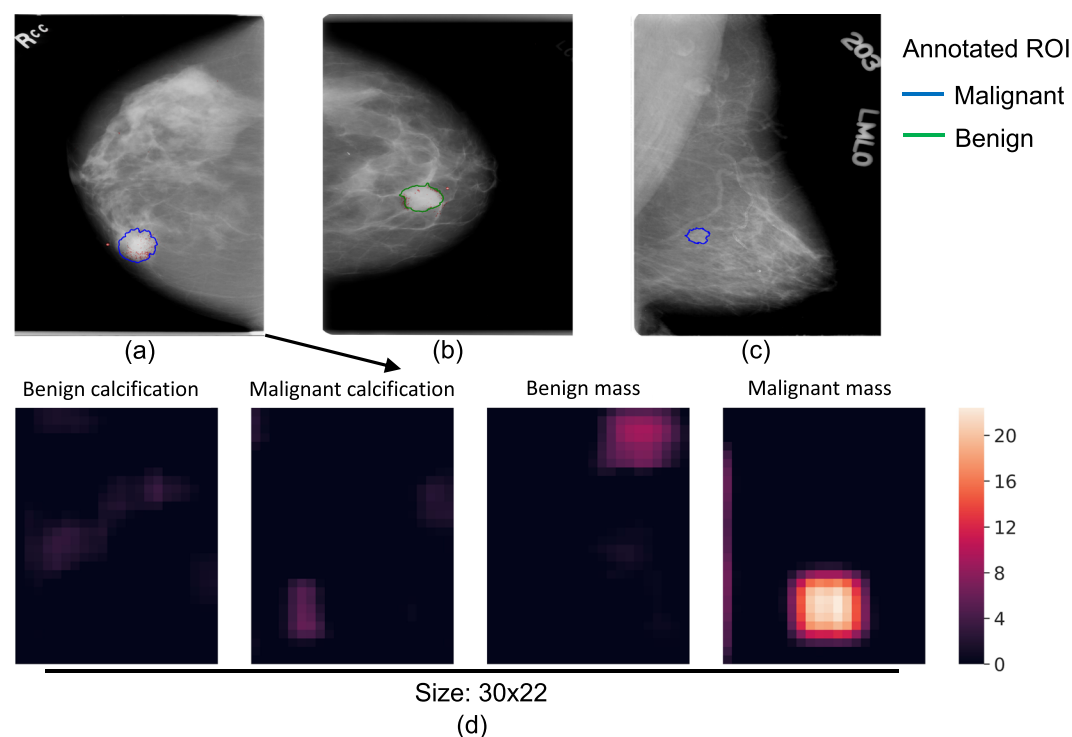 Rcc
203
LMLO
Annotated ROI
Malignant
Benign
(a)
(b)
(c)
Benign calcification
Malignant calcification
Benign mass
Malignant mass
20
16
12
8
4
0
Size: 30x22
(d)